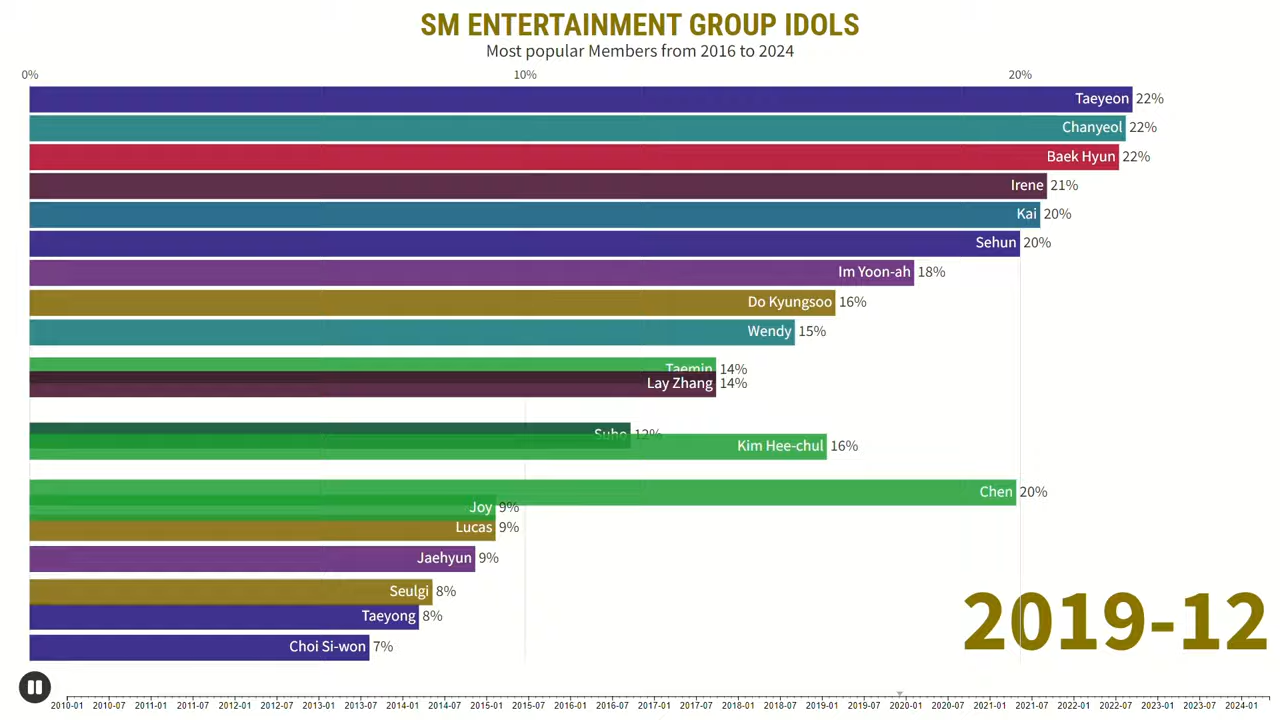 SM ENTERTAINMENT GROUP IDOLS
Most popular Members from 2016 to 2024
0% 10% 20%
Taeyeon 22%
Chanyeol 22%
Baek Hyun 22%
Irene 21%
Kai 20%
Sehun 20%
Im Yoon-ah 18%
Do Kyungsoo 16%
Wendy 15%
Taemin 14%
Lay Zhang 14%
Suho 12%
Kim Hee-chul 16%
Chen 20%
Joy 9%
Lucas 9%
Jaehyun 9%
Seulgi 8%
Taeyong 8%
Choi Si-won 7%
2019-12
2010-01 2010-07 2011-01 2011-07 2012-01 2012-07 2013-01 2013-07 2014-01 2014-07 2015-01 2015-07 2016-01 2016-07 2017-01 2017-07 2018-01 2018-07 2019-01 2019-07 2020-01 2020-07 2021-01 2021-07 2022-01 2022-07 2023-01 2023-07 2024-01